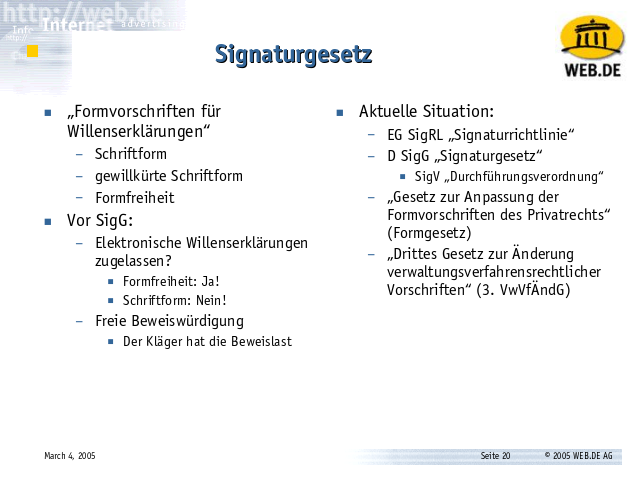 http://web.de
Internet advertising
Info
http://
Signaturgesetz
WEB.DE
■ „Formvorschriften für
Willenserklärungen“
– Schriftform
– gewillkürte Schriftform
– Formfreiheit
■ Vor SigG:
– Elektronische Willenserklärungen
zugelassen?
■ Formfreiheit: Ja!
■ Schriftform: Nein!
– Freie Beweiswürdigung
■ Der Kläger hat die Beweislast
■ Aktuelle Situation:
– EG SigRL „Signaturrichtlinie“
– D SigG „Signaturgesetz“
■ SigV „Durchführungsverordnung“
– „Gesetz zur Anpassung der
Formvorschriften des Privatrechts“
(Formgesetz)
– „Drittes Gesetz zur Änderung
verwaltungsverfahrensrechtlicher
Vorschriften“ (3. VwVfÄndG)
March 4, 2005
Seite 20
© 2005 WEB.DE AG